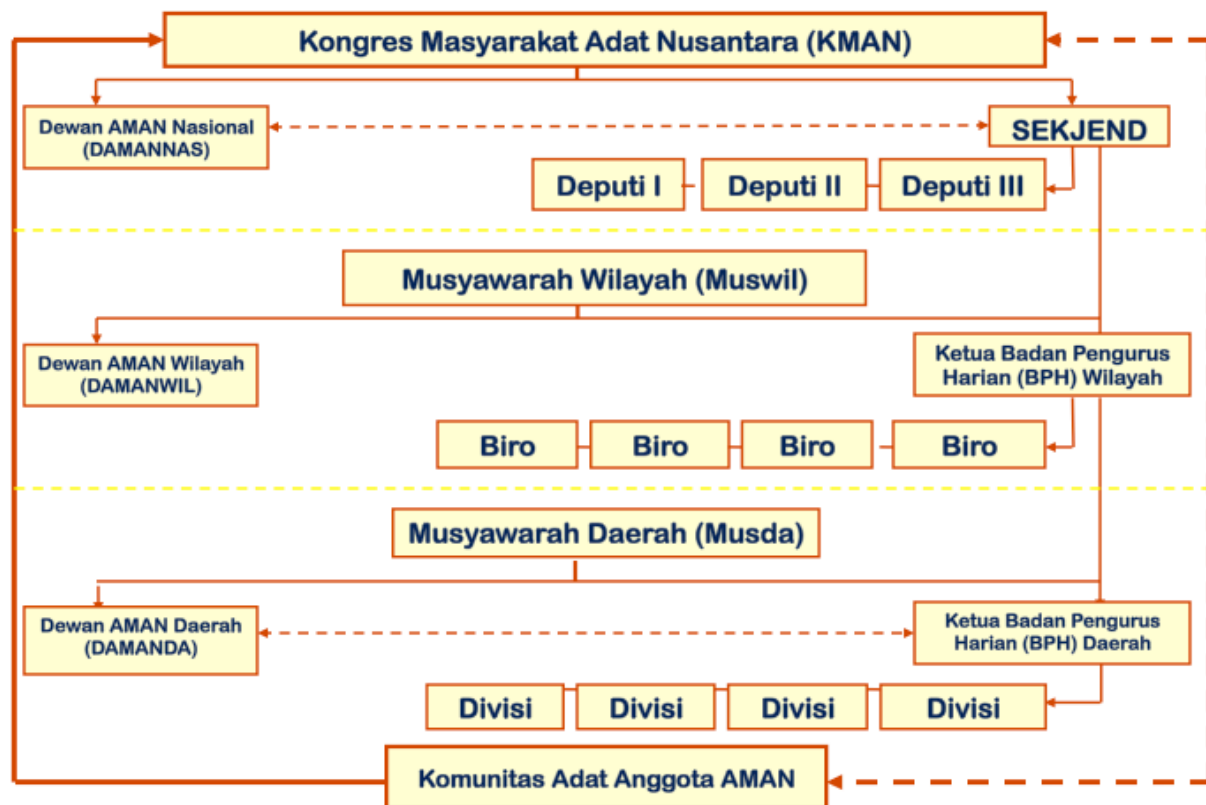 Kongres Masyarakat Adat Nusantara (KMAN)
Dewan AMAN Nasional
(DAMANNAS)
SEKJEND
Deputi I
Deputi II
Deputi III
Musyawarah Wilayah (Muswil)
Dewan AMAN Wilayah
(DAMANWIL)
Ketua Badan Pengurus
Harian (BPH) Wilayah
Biro
Biro
Biro
Biro
Musyawarah Daerah (Musda)
Dewan AMAN Daerah
(DAMANDA)
Ketua Badan Pengurus
Harian (BPH) Daerah
Divisi
Divisi
Divisi
Divisi
Komunitas Adat Anggota AMAN